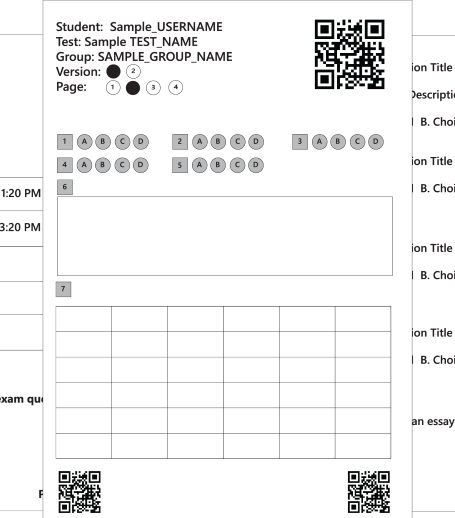 Student: Sample_USERNAME
Test: Sample TEST_NAME
Group: SAMPLE_GROUP_NAME
Version: 2
Page: 1 3 4
1 A B C D 2 A B C D 3 A B C D
4 A B C D 5 A B C D
6
7
1:20 PM
3:20 PM
exam que
ion Title
Descriptio
B. Choi
ion Title
B. Choi
ion Title
B. Choi
ion Title
B. Choi
an essay